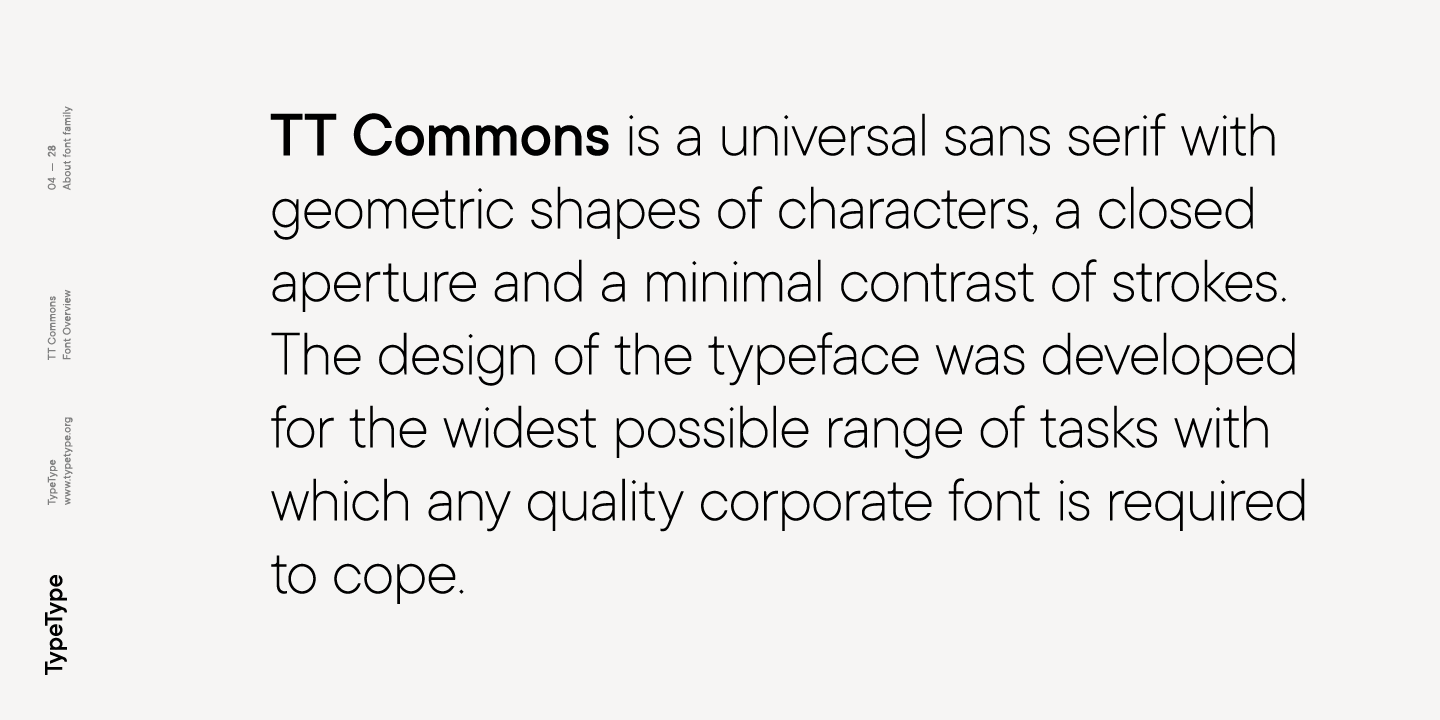 TT Commons is a universal sans serif with
geometric shapes of characters, a closed
aperture and a minimal contrast of strokes.
The design of the typeface was developed
for the widest possible range of tasks with
which any quality corporate font is required
to cope.
04 — 28
About font family
TT Commons
Font Overview
TypeType
www.typetype.org
TypeType